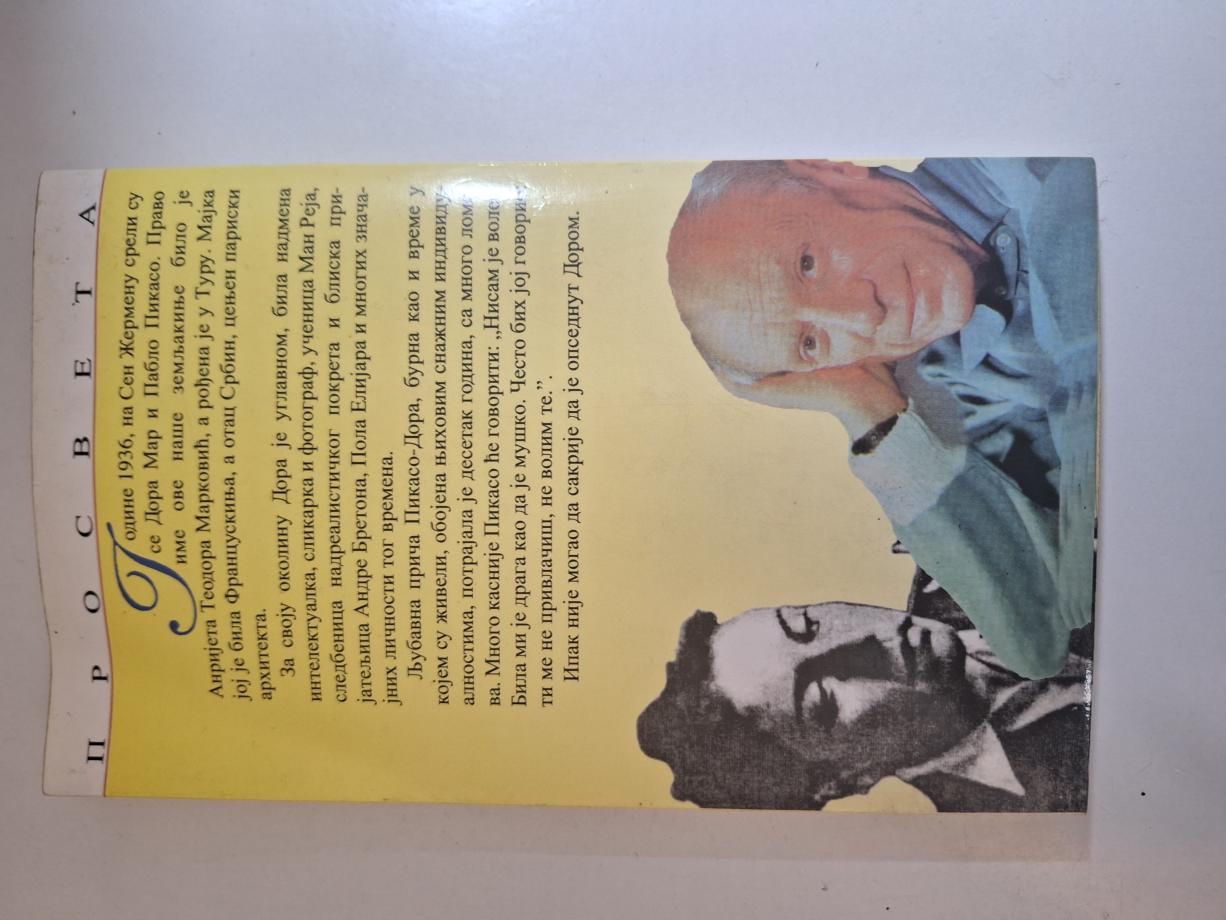 ПРОСВЕТА
Године 1936, на Сен Жермену срели су
се Дора Мар и Пабло Пикасо. Право
име ове наше земљакиње било је
Анријета Теодора Марковић, а рођена је у Туру. Мајка
јој је била Францускиња, а отац Србин, цењен париски
архитекта.
За своју околину Дора је углавном, била надмена
интелектуалка, сликарка и фотограф, ученица Ман Реја,
следбеница надреалистичког покрета и блиска при-
јатељица Андре Бретона, Пола Елијара и многих знача-
јних личности тог времена.
Љубавна прича Пикасо-Дора, бурна као и време у
којем су живели, обојена њиховим снажним индивиду-
алностима, потрајала је десетак година, са много
ва. Много касније Пикасо ће говорити: „Нисам је
Била ми је драга као да је мушко. Често бих јој
ти ме не привлачиш, не волим те.”.
Ипак није могао да сакрије да је опседнут Дором.